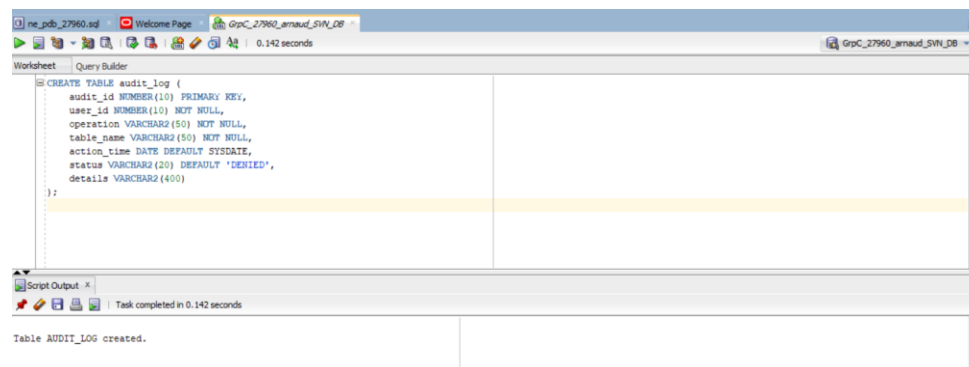 ne_pdb_27960.sql Welcome Page GrpC_27960_arnaud_SVN_DB
0.142 seconds GrpC_27960_arnaud_SVN_DB
Worksheet Query Builder
CREATE TABLE audit_log (
audit_id NUMBER(10) PRIMARY KEY,
user_id NUMBER(10) NOT NULL,
operation VARCHAR2(50) NOT NULL,
table_name VARCHAR2(50) NOT NULL,
action_time DATE DEFAULT SYSDATE,
status VARCHAR2(20) DEFAULT 'DENIED',
details VARCHAR2(400)
);
Script Output x
Task completed in 0.142 seconds
Table AUDIT_LOG created.